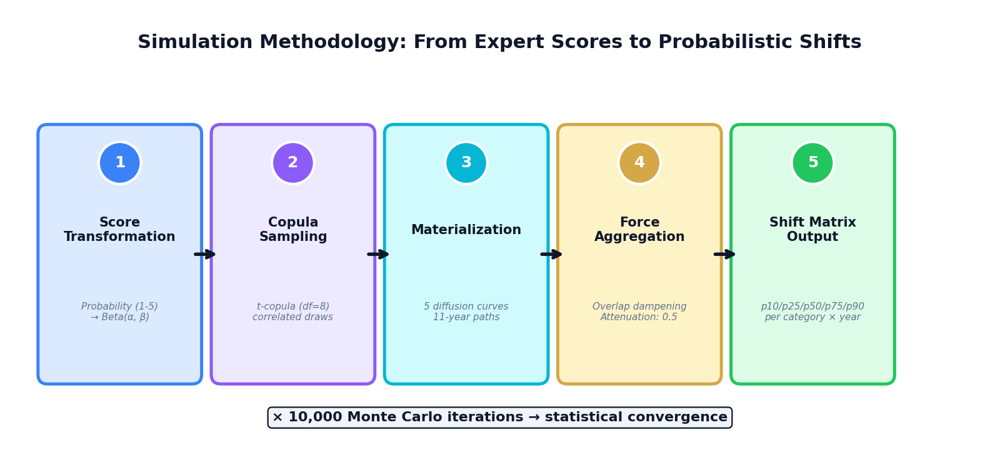 Simulation Methodology: From Expert Scores to Probabilistic Shifts
1
Score
Transformation
Probability (1-5)
→ Beta(α, β)
2
Copula
Sampling
t-copula (df=8)
correlated draws
3
Materialization
5 diffusion curves
11-year paths
4
Force
Aggregation
Overlap dampening
Attenuation: 0.5
5
Shift Matrix
Output
p10/p25/p50/p75/p90
per category × year
× 10,000 Monte Carlo iterations → statistical convergence